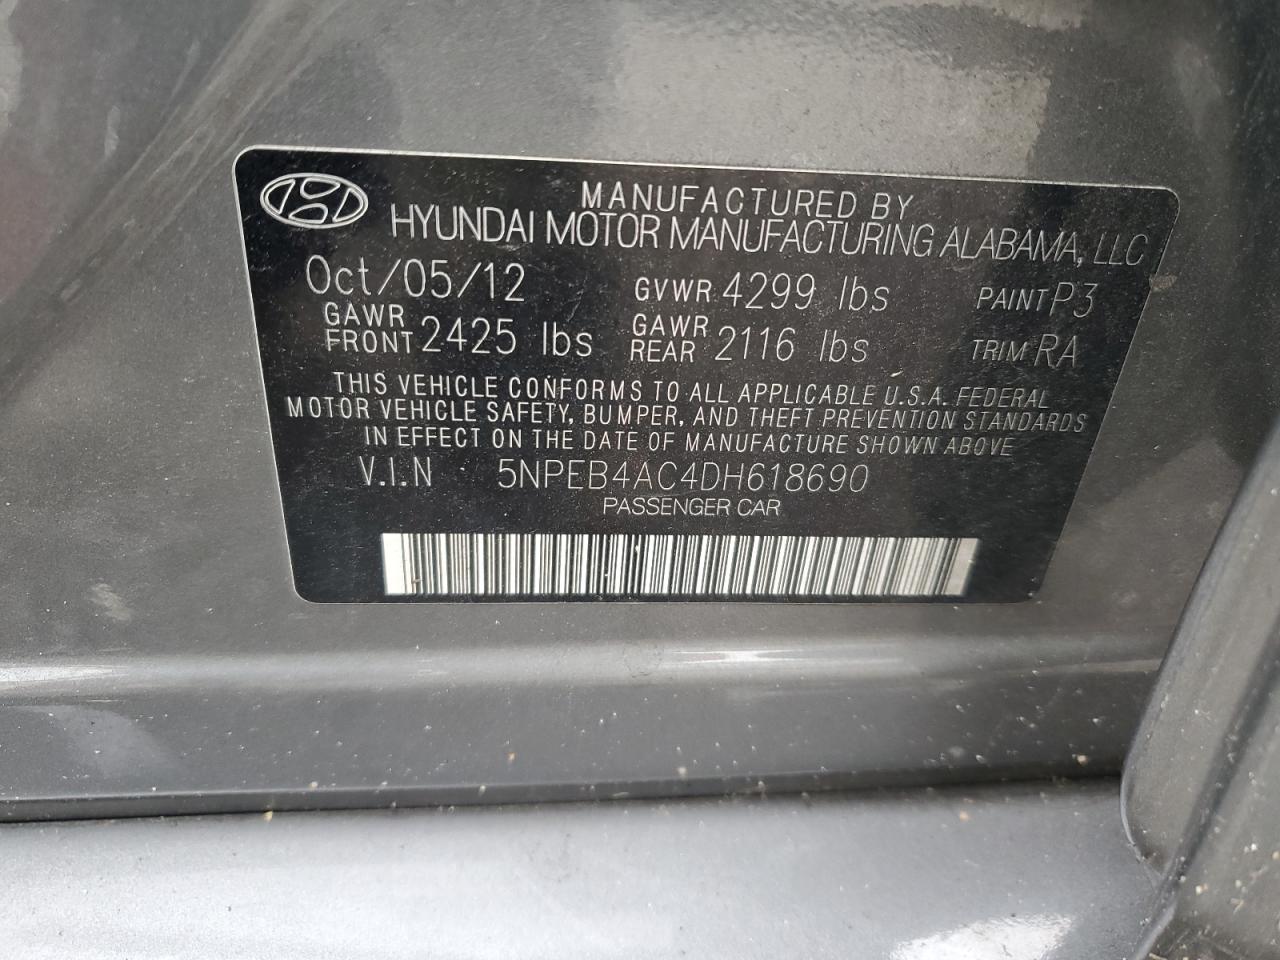 MANUFACTURED BY
HYUNDAI MOTOR MANUFACTURING ALABAMA, LLC
Oct/05/12 GVWR 4299 lbs PAINT P3
GAWR FRONT 2425 lbs GAWR REAR 2116 lbs TRIM RA
THIS VEHICLE CONFORMS TO ALL APPLICABLE U.S.A. FEDERAL
MOTOR VEHICLE SAFETY, BUMPER, AND THEFT PREVENTION STANDARDS
IN EFFECT ON THE DATE OF MANUFACTURE SHOWN ABOVE
V.I.N 5NPEB4AC4DH618690
PASSENGER CAR